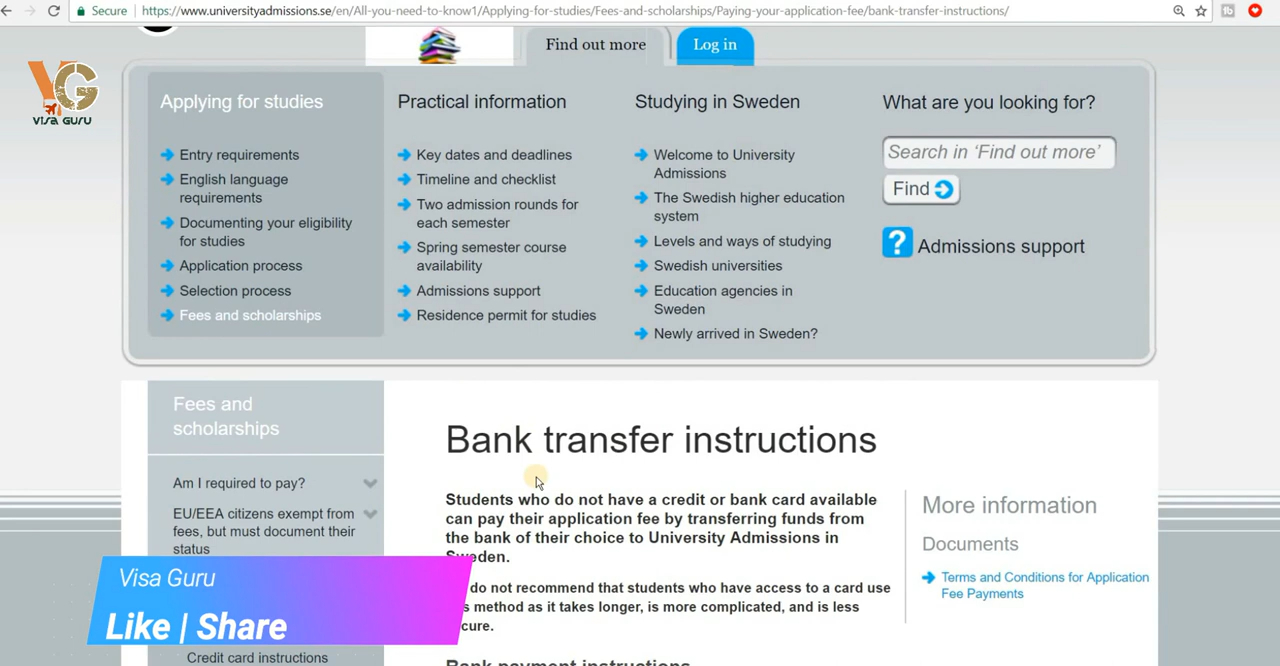 Secure
https://www.universityadmissions.se/en/All-you-need-to-know1/Applying-for-studies/Fees-and-scholarships/Paying-your-application-fee/bank-transfer-instructions/
VG
VISA GURU
Find out more
Log in
Applying for studies
Entry requirements
English language
requirements
Documenting your eligibility
for studies
Application process
Selection process
Fees and scholarships
Practical information
Key dates and deadlines
Timeline and checklist
Two admission rounds for
each semester
Spring semester course
availability
Admissions support
Residence permit for studies
Studying in Sweden
Welcome to University
Admissions
The Swedish higher education
system
Levels and ways of studying
Swedish universities
Education agencies in
Sweden
Newly arrived in Sweden?
What are you looking for?
Search in ‘Find out more’
Find
? Admissions support
Fees and
scholarships
Am I required to pay?
EU/EEA citizens exempt from
fees, but must document their
status
Credit card instructions
Bank transfer instructions
Students who do not have a credit or bank card available
can pay their application fee by transferring funds from
the bank of their choice to University Admissions in
Sweden.
do not recommend that students who have access to a card use
method as it takes longer, is more complicated, and is less
Bank payment instructions
More information
Documents
Terms and Conditions for Application
Fee Payments
Visa Guru
Like | Share